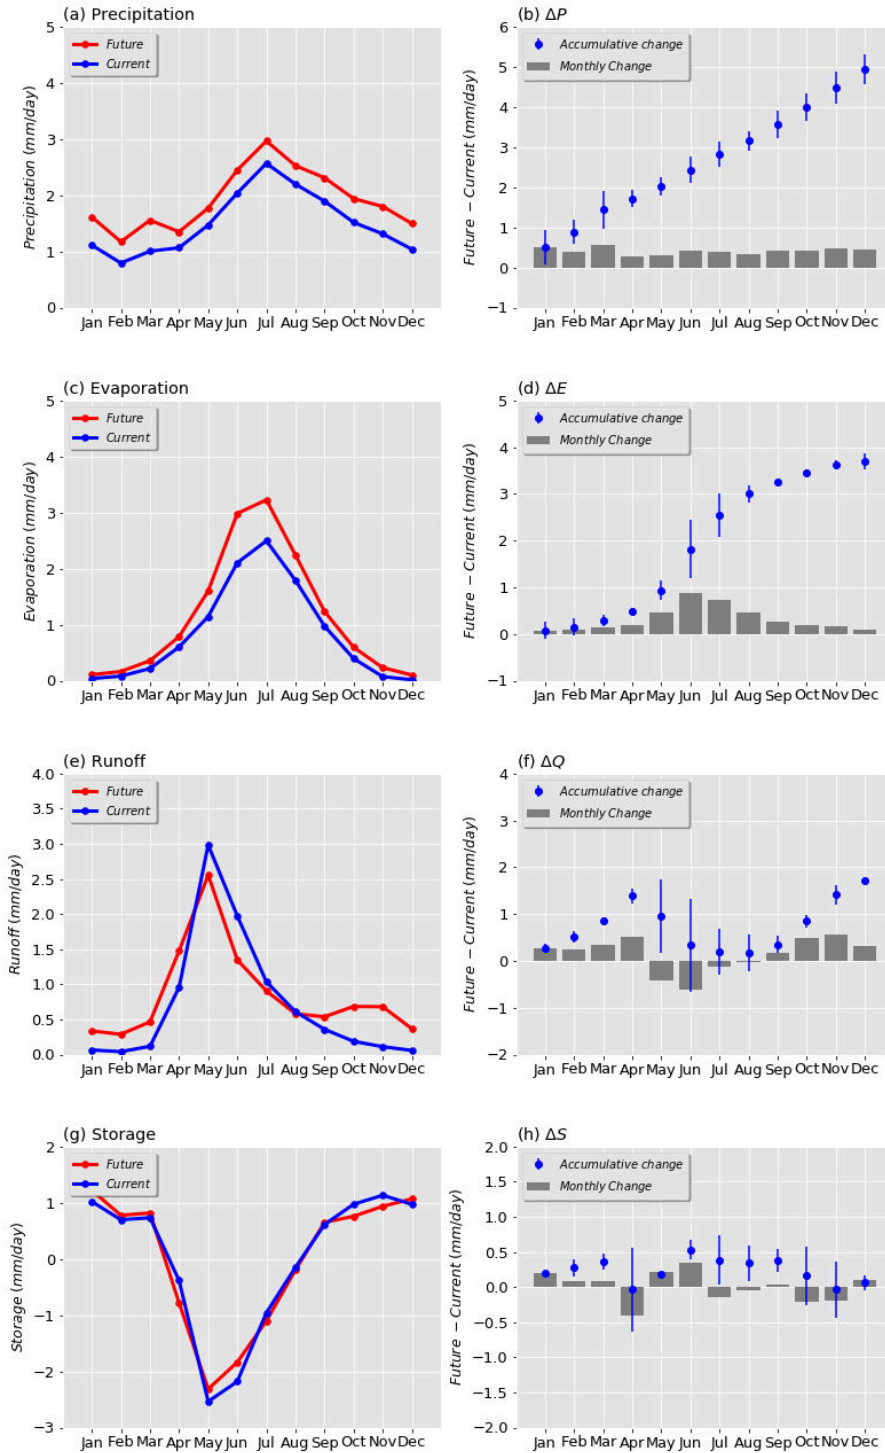 (a) Precipitation
Precipitation (mm/day)
5
4
3
2
1
0
Future
Current
Jan Feb Mar Apr May Jun Jul Aug Sep Oct Nov Dec
(b) ΔP
Future − Current (mm/day)
6
5
4
3
2
1
0
−1
Accumulative change
Monthly Change
Jan Feb Mar Apr May Jun Jul Aug Sep Oct Nov Dec
(c) Evaporation
Evaporation (mm/day)
5
4
3
2
1
0
Future
Current
Jan Feb Mar Apr May Jun Jul Aug Sep Oct Nov Dec
(d) ΔE
Future − Current (mm/day)
5
4
3
2
1
0
−1
Accumulative change
Monthly Change
Jan Feb Mar Apr May Jun Jul Aug Sep Oct Nov Dec
(e) Runoff
Runoff (mm/day)
4.0
3.5
3.0
2.5
2.0
1.5
1.0
0.5
0.0
Future
Current
Jan Feb Mar Apr May Jun Jul Aug Sep Oct Nov Dec
(f) ΔQ
Future − Current (mm/day)
4
3
2
1
0
−1
−2
Accumulative change
Monthly Change
Jan Feb Mar Apr May Jun Jul Aug Sep Oct Nov Dec
(g) Storage
Storage (mm/day)
2
1
0
−1
−2
−3
Future
Current
Jan Feb Mar Apr May Jun Jul Aug Sep Oct Nov Dec
(h) ΔS
Future − Current (mm/day)
2.0
1.5
1.0
0.5
0.0
−0.5
−1.0
−1.5
−2.0
Accumulative change
Monthly Change
Jan Feb Mar Apr May Jun Jul Aug Sep Oct Nov Dec